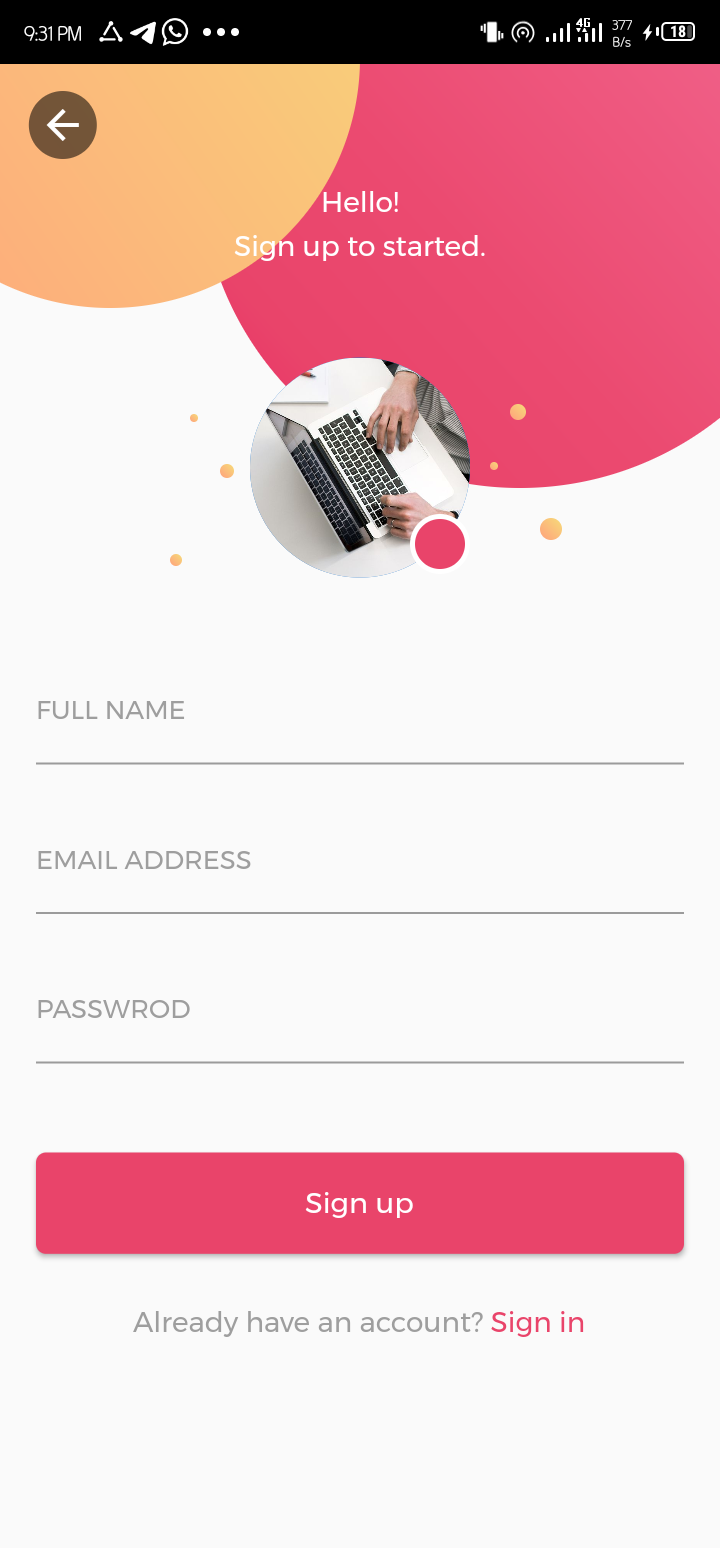 9:31 PM
4G
377
B/s
18
Hello!
Sign up to started.
FULL NAME
EMAIL ADDRESS
PASSWROD
Sign up
Already have an account? Sign in